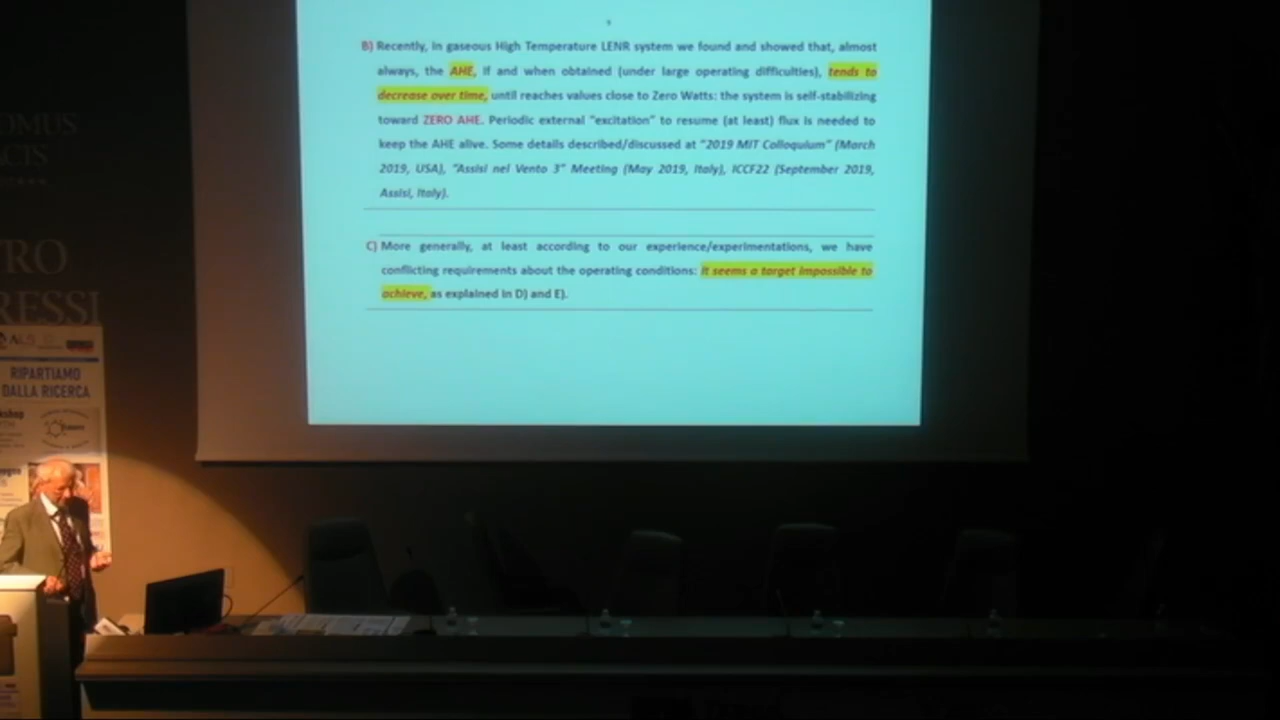 B) Recently, in gaseous High Temperature LENR system we found and showed that, almost
always, the AHE, if and when obtained (under large operating difficulties), tends to
decrease over time, until reaches values close to Zero Watts: the system is self-stabilizing
toward ZERO AHE. Periodic external "excitation" to resume (at least) flux is needed to
keep the AHE alive. Some details described/discussed at "2019 MIT Colloquium" (March
2019, USA), "Assisi nel Vento 3" Meeting (May 2019, Italy), ICCF22 (September 2019,
Assisi, Italy).
C) More generally, at least according to our experience/experimentations, we have
conflicting requirements about the operating conditions: it seems a target impossible to
achieve, as explained in D) and E).
OMUS
ACIS
TRO
RESSI
RIPARTIAMO
DALLA RICERCA